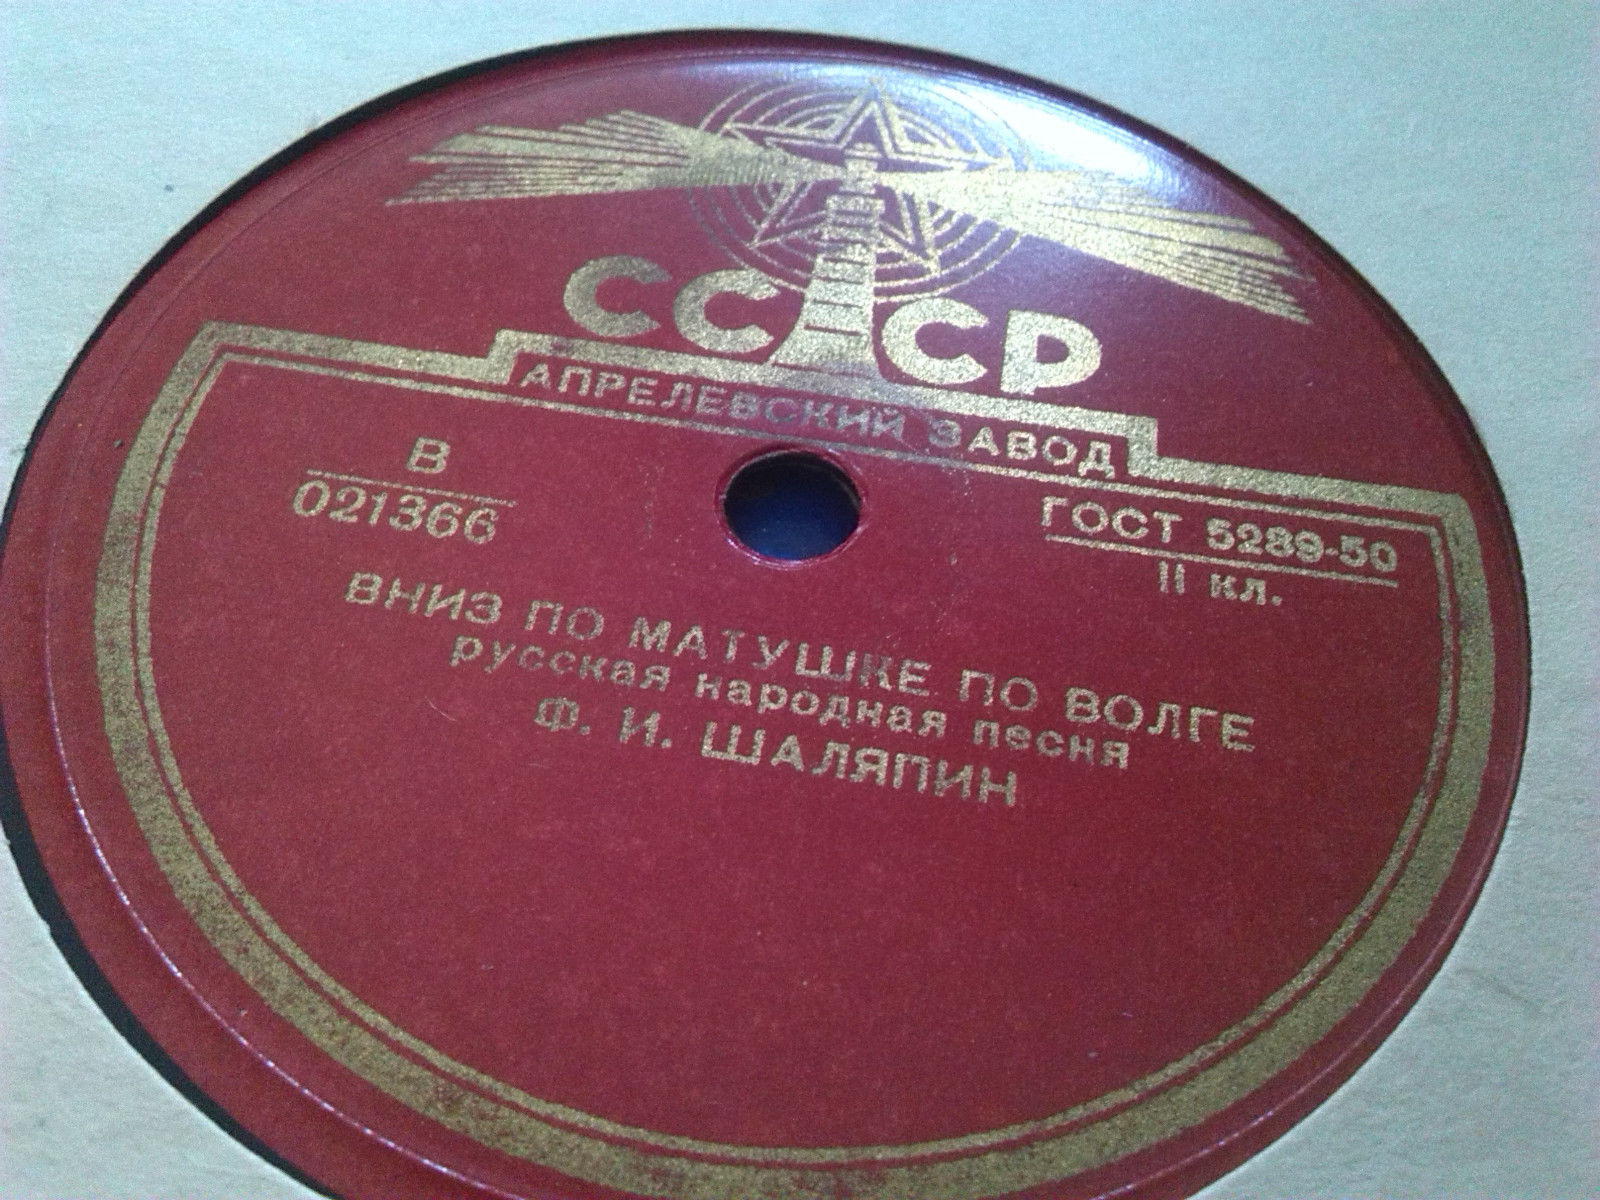 СССР
АПРЕЛЕВСКИЙ ЗАВОД
В
021366
ГОСТ 5289-50
II кл.
ВНИЗ ПО МАТУШКЕ ПО ВОЛГЕ
русская народная песня
Ф. И. ШАЛЯПИН